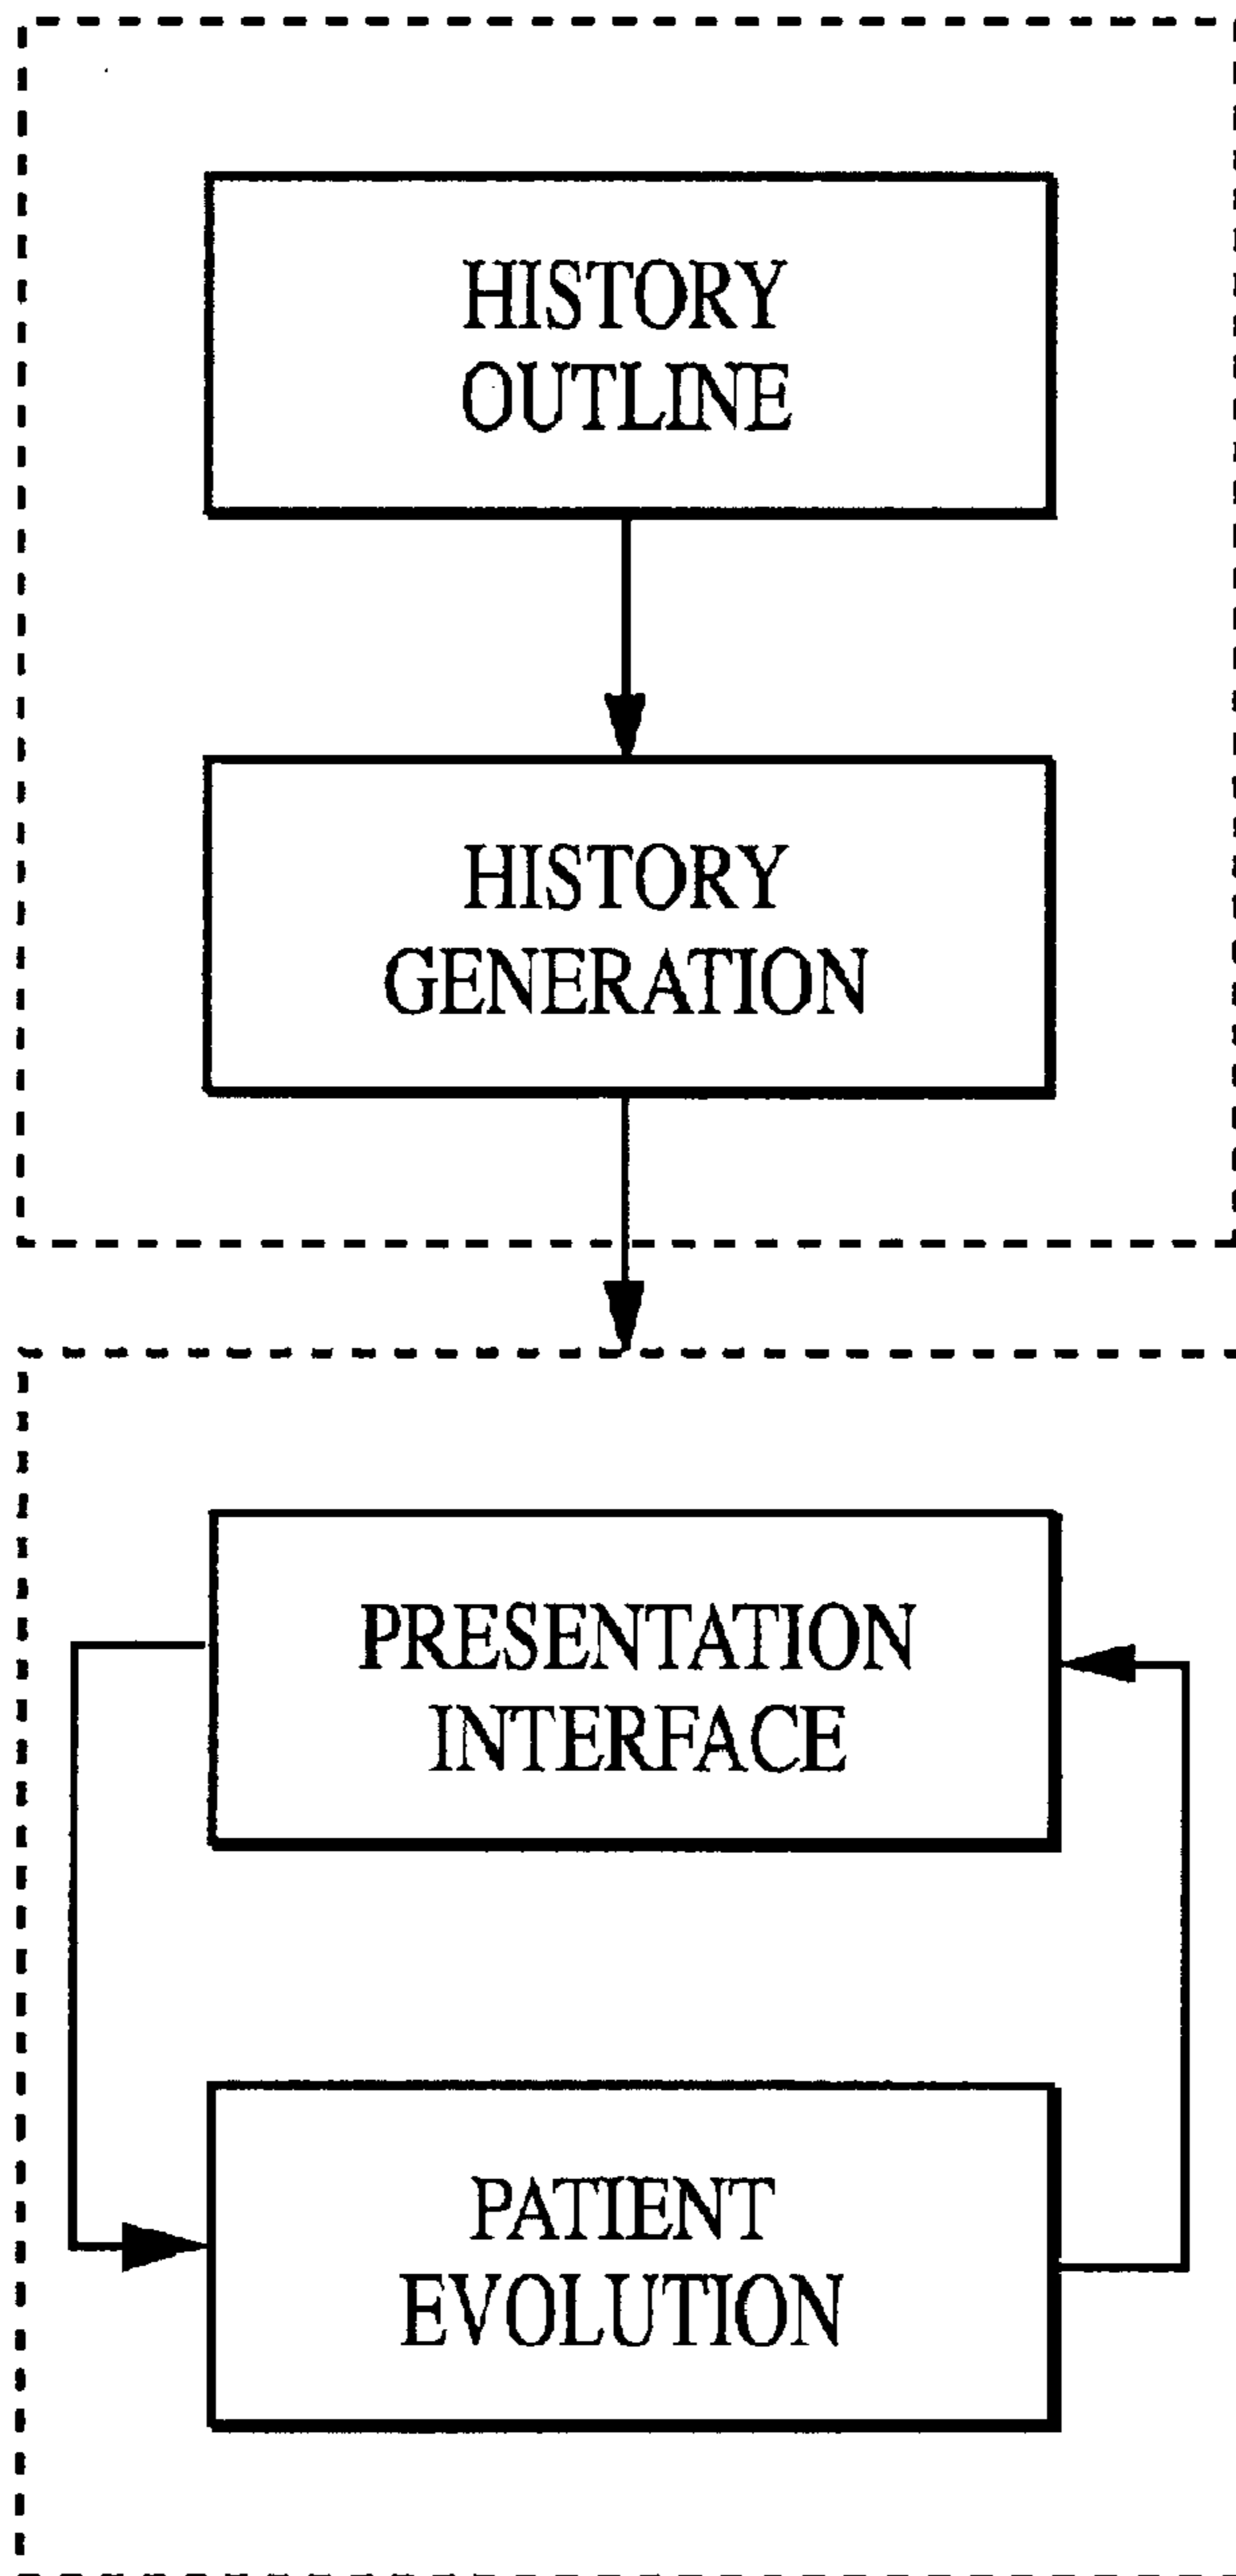 HISTORY
OUTLINE
HISTORY
GENERATION
PRESENTATION
INTERFACE
PATIENT
EVOLUTION